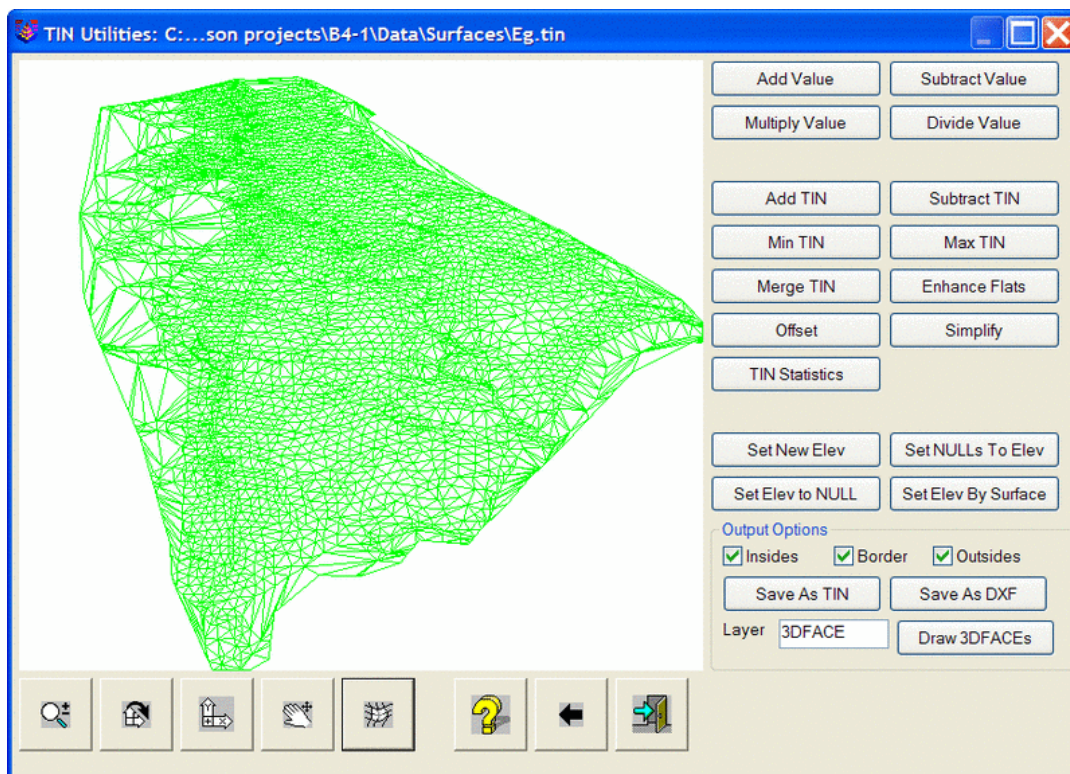 TIN Utilities: C:...son projects\B4-1\Data\Surfaces\Eg.tin
Add Value Subtract Value
Multiply Value Divide Value
Add TIN Subtract TIN
Min TIN Max TIN
Merge TIN Enhance Flats
Offset Simplify
TIN Statistics
Set New Elev Set NULLs To Elev
Set Elev to NULL Set Elev By Surface
Output Options
Insides Border Outsides
Save As TIN Save As DXF
Layer 3DFACE Draw 3DFACEs